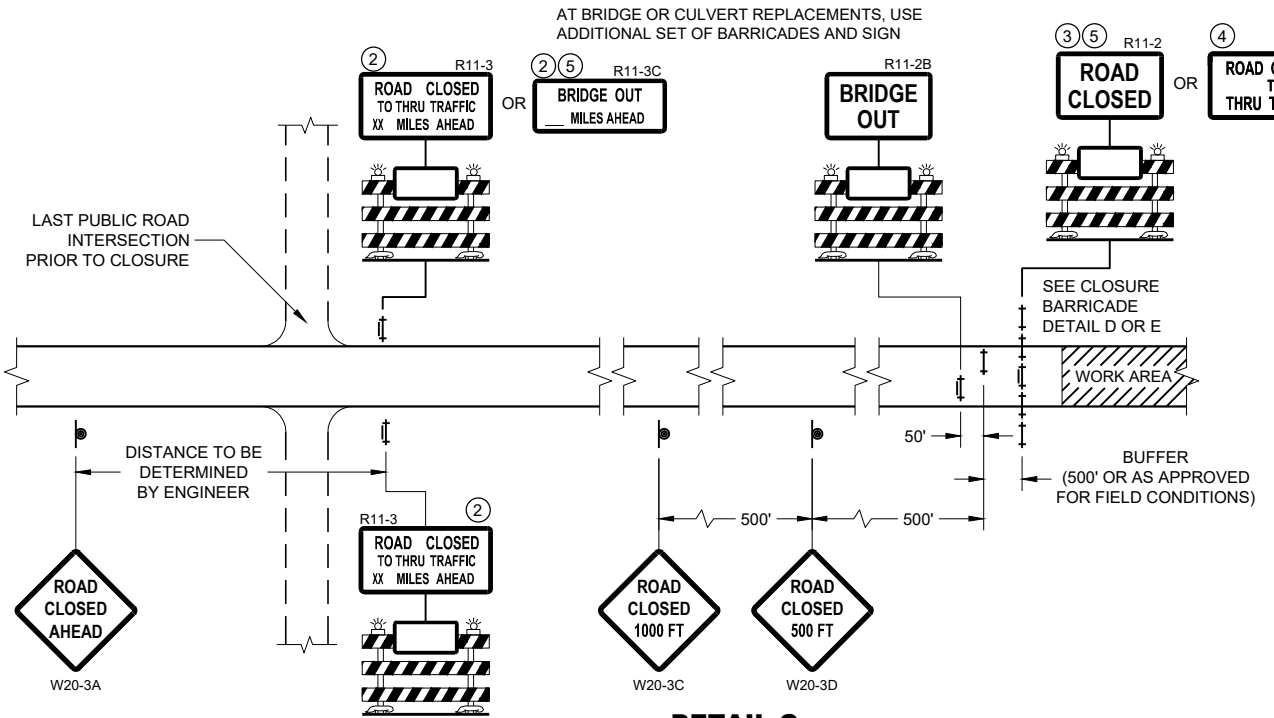 AT BRIDGE OR CULVERT REPLACEMENTS, USE
ADDITIONAL SET OF BARRICADES AND SIGN
2
R11-3
ROAD CLOSED
TO THRU TRAFFIC
XX MILES AHEAD
OR
2 5
R11-3C
BRIDGE OUT
___ MILES AHEAD
R11-2B
BRIDGE
OUT
3 5
R11-2
ROAD
CLOSED
OR
4
ROAD
THRU
LAST PUBLIC ROAD
INTERSECTION
PRIOR TO CLOSURE
SEE CLOSURE
BARRICADE
DETAIL D OR E
WORK AREA
DISTANCE TO BE
DETERMINED
BY ENGINEER
50'
BUFFER
(500' OR AS APPROVED
FOR FIELD CONDITIONS)
500'
500'
R11-3
2
ROAD CLOSED
TO THRU TRAFFIC
XX MILES AHEAD
ROAD
CLOSED
AHEAD
W20-3A
ROAD
CLOSED
1000 FT
W20-3C
ROAD
CLOSED
500 FT
W20-3D